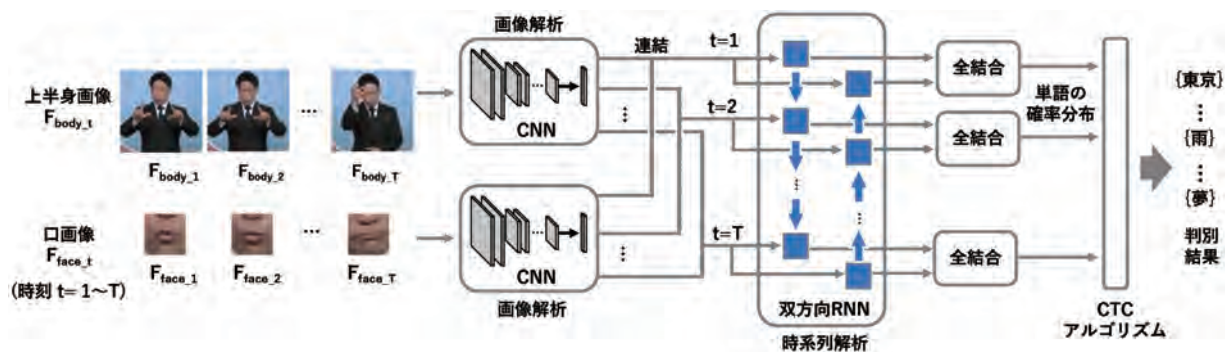 上半身画像
F_body_t
F_body_1
F_body_2
...
F_body_T
口画像
F_face_t
(時刻 t= 1～T)
F_face_1
F_face_2
...
F_face_T
画像解析
CNN
...
CNN
...
画像解析
連結
t=1
t=2
t=T
...
...
双方向RNN
時系列解析
全結合
全結合
全結合
単語の
確率分布
CTC
アルゴリズム
{東京}
⋮
{雨}
⋮
{夢}
判別
結果